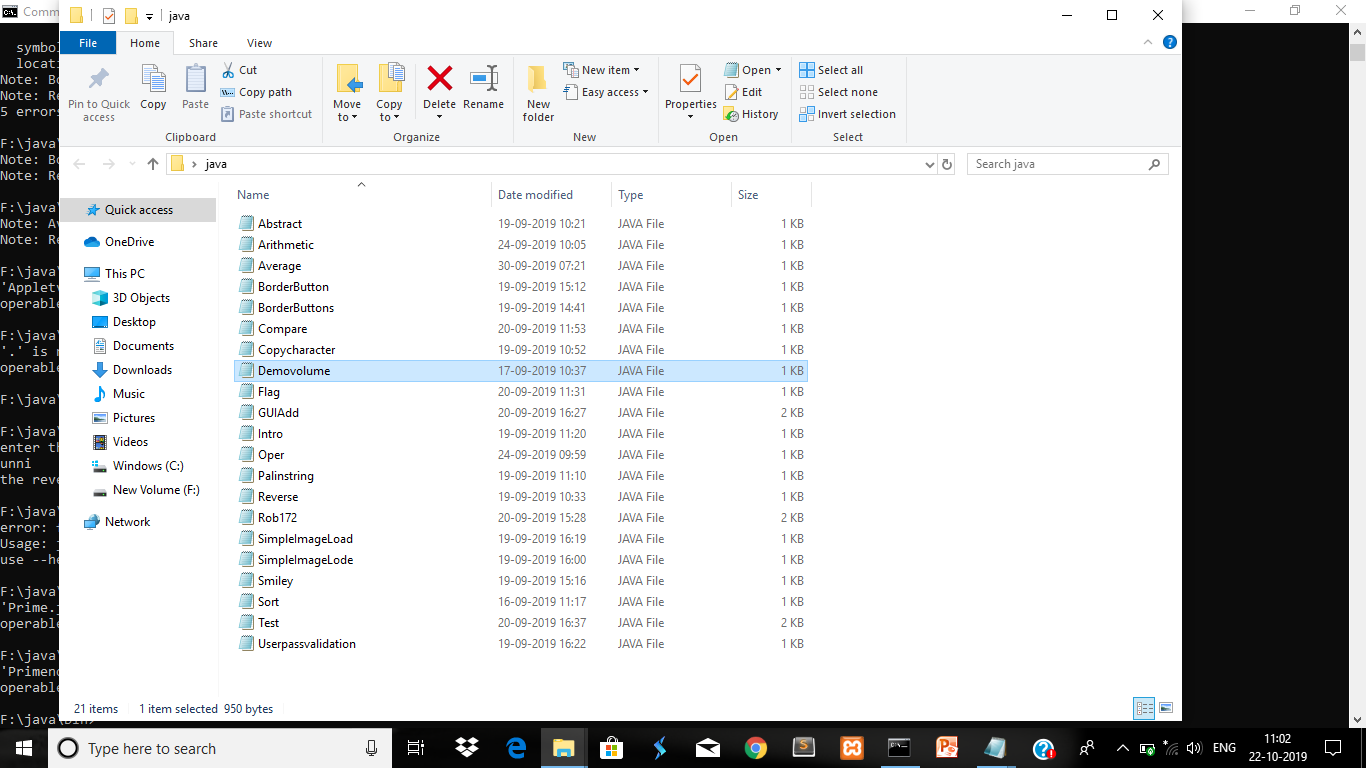 Comm
java
File Home Share View
Pin to Quick access
Copy
Paste
Cut
Copy path
Paste shortcut
Clipboard
Move to
Copy to
Delete
Rename
Organize
New folder
New item
Easy access
New
Properties
Open
Edit
History
Open
Select all
Select none
Invert selection
Select
java
Search java
Quick access
OneDrive
This PC
3D Objects
Desktop
Documents
Downloads
Music
Pictures
Videos
Windows (C:)
New Volume (F:)
Network
Name Date modified Type Size
Abstract 19-09-2019 10:21 JAVA File 1 KB
Arithmetic 24-09-2019 10:05 JAVA File 1 KB
Average 30-09-2019 07:21 JAVA File 1 KB
BorderButton 19-09-2019 15:12 JAVA File 1 KB
BorderButtons 19-09-2019 14:41 JAVA File 1 KB
Compare 20-09-2019 11:53 JAVA File 1 KB
Copycharacter 19-09-2019 10:52 JAVA File 1 KB
Demovolume 17-09-2019 10:37 JAVA File 1 KB
Flag 20-09-2019 11:31 JAVA File 1 KB
GUIAdd 20-09-2019 16:27 JAVA File 2 KB
Intro 19-09-2019 11:20 JAVA File 1 KB
Oper 24-09-2019 09:59 JAVA File 1 KB
Palinstring 19-09-2019 11:10 JAVA File 1 KB
Reverse 19-09-2019 10:33 JAVA File 1 KB
Rob172 20-09-2019 15:28 JAVA File 2 KB
SimpleImageLoad 19-09-2019 16:19 JAVA File 1 KB
SimpleImageLode 19-09-2019 16:00 JAVA File 1 KB
Smiley 19-09-2019 15:16 JAVA File 1 KB
Sort 16-09-2019 11:17 JAVA File 1 KB
Test 20-09-2019 16:37 JAVA File 2 KB
Userpassvalidation 19-09-2019 16:22 JAVA File 1 KB
21 items 1 item selected 950 bytes
symbol
locati
Note: Bo
Note: Re
5 errors
F:\java\
Note: Bo
Note: Re
F:\java\
Note: Av
Note: Re
F:\java\
'Appletv
operable
F:\java\
'.' is n
operable
F:\java\
F:\java\
enter th
unni
the reve
F:\java\
error:
Usage: j
use --he
F:\java\
'Prime.j
operable
F:\java\
'Primeno
operable
F:\java\bin>
Type here to search
ENG
11:02
22-10-2019